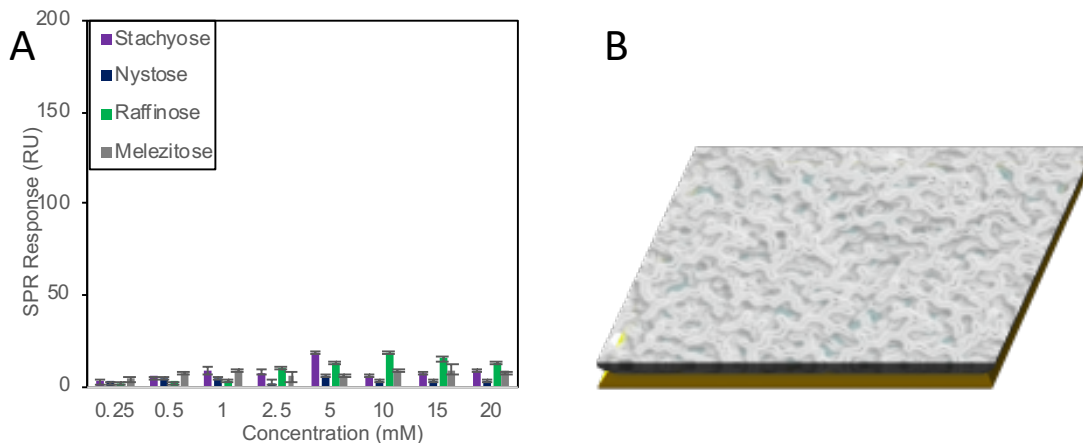 A
B
200
150
100
50
0
SPR Response (RU)
Stachyose
Nystose
Raffinose
Melezitose
0.25 0.5 1 2.5 5 10 15 20
Concentration (mM)